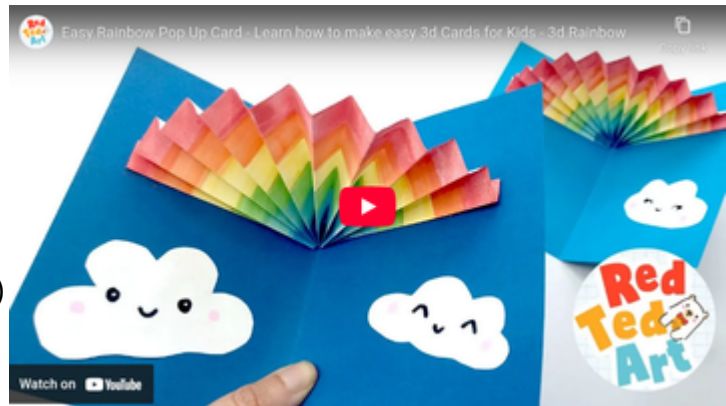 Red
Ted
Art
Easy Rainbow Pop Up Card - Learn how to make easy 3d Cards for Kids - 3d Rainbow
Red
Ted
Art
Watch on YouTube
)